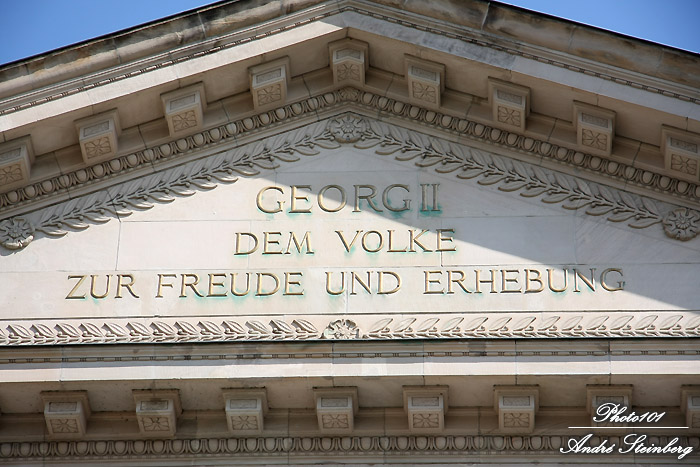 GEORG II
DEM VOLKE
ZUR FREUDE UND ERHEBUNG
Photo101
André Steinberg